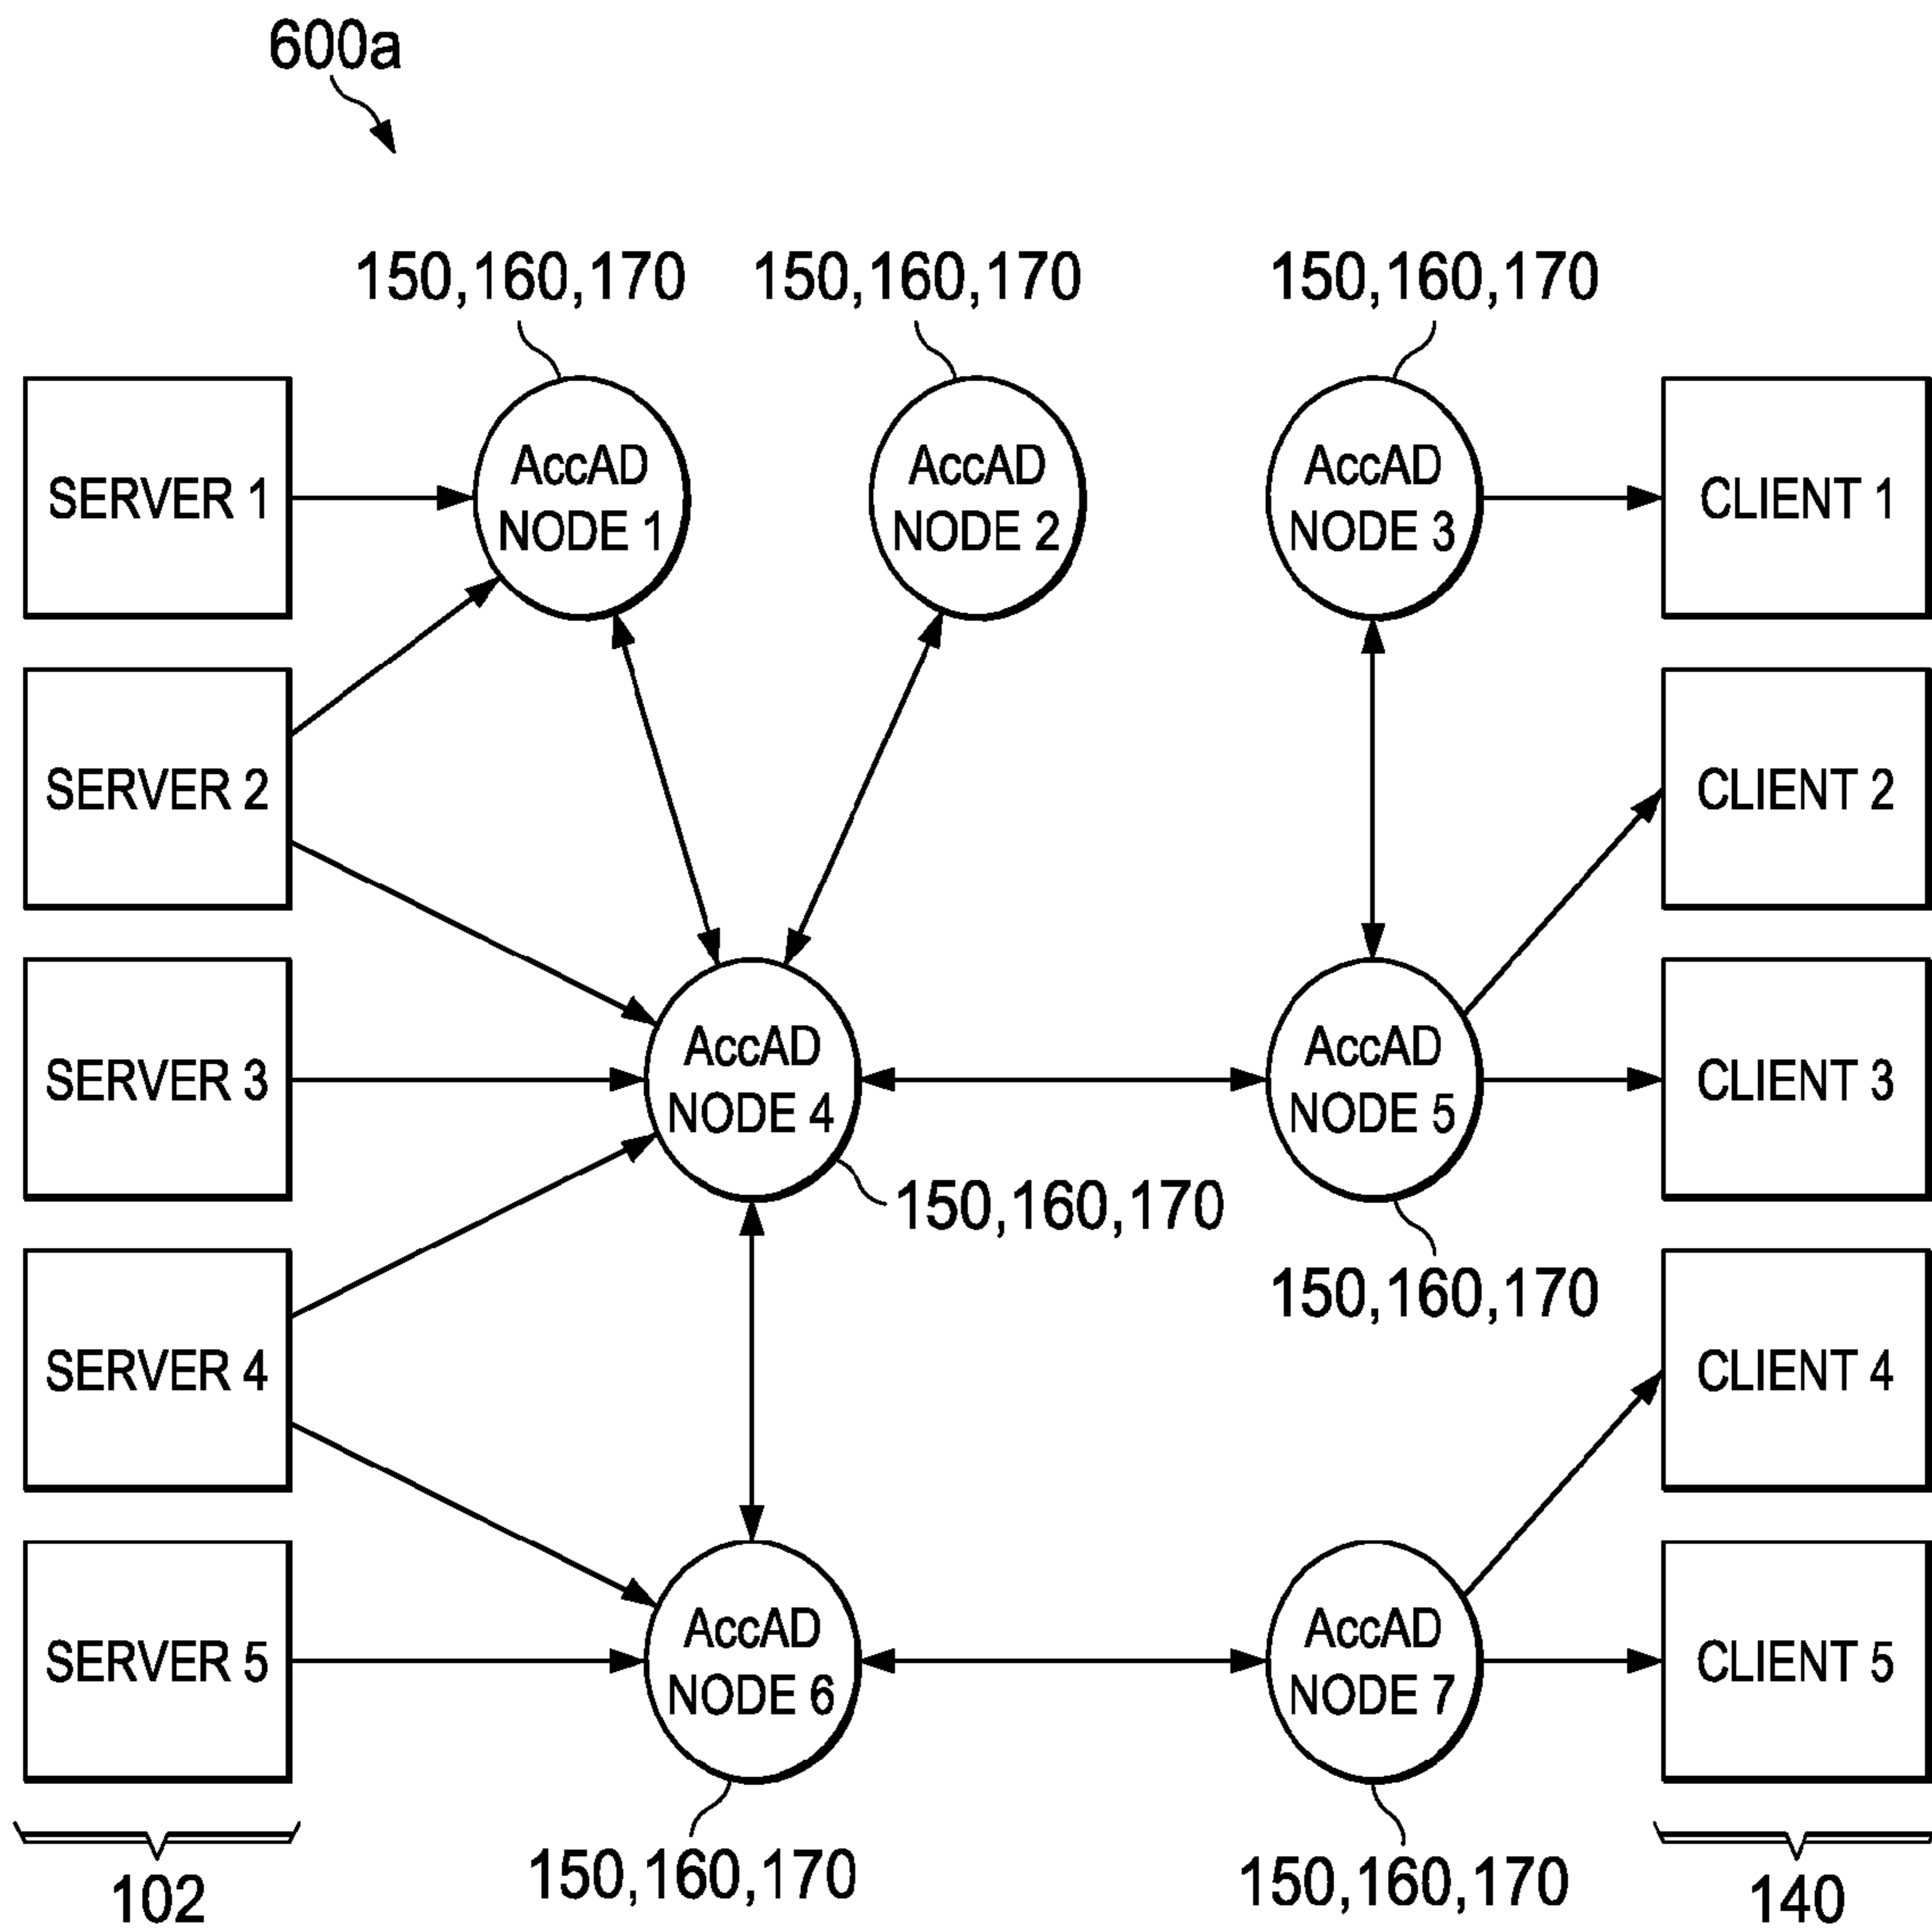 600a
150,160,170
150,160,170
150,160,170
SERVER 1
AccAD
NODE 1
AccAD
NODE 2
AccAD
NODE 3
CLIENT 1
SERVER 2
CLIENT 2
SERVER 3
AccAD
NODE 4
AccAD
NODE 5
CLIENT 3
150,160,170
150,160,170
SERVER 4
CLIENT 4
SERVER 5
AccAD
NODE 6
AccAD
NODE 7
CLIENT 5
150,160,170
150,160,170
102
140